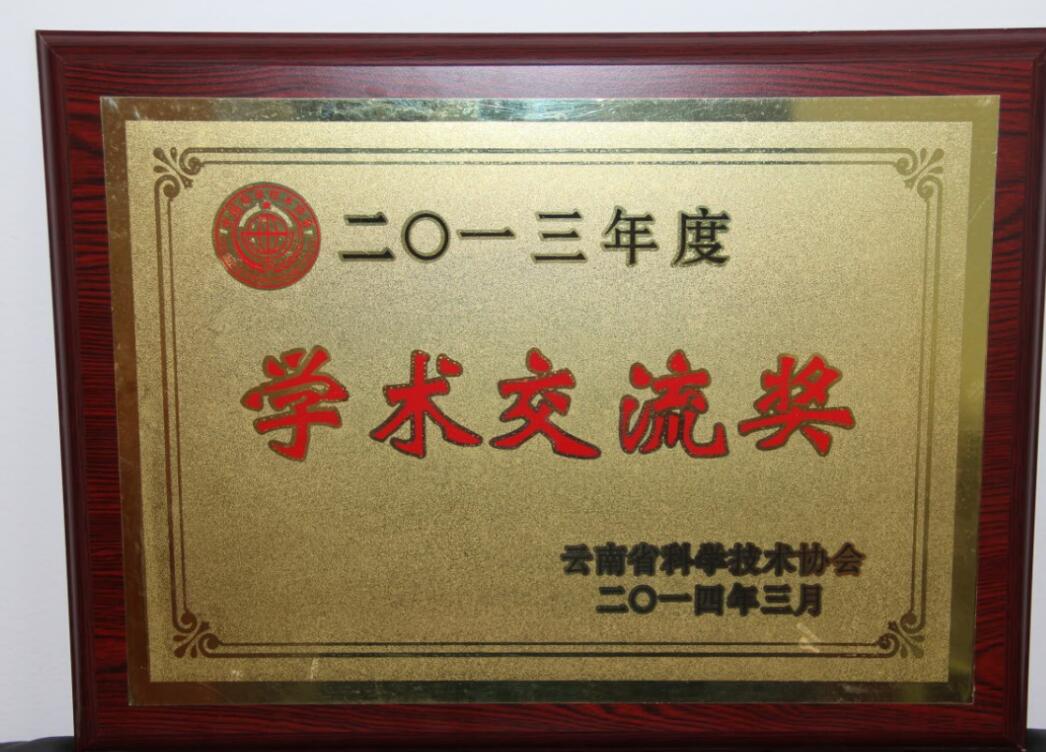 二〇一三年度
学术交流奖
云南省科学技术协会
二〇一四年三月